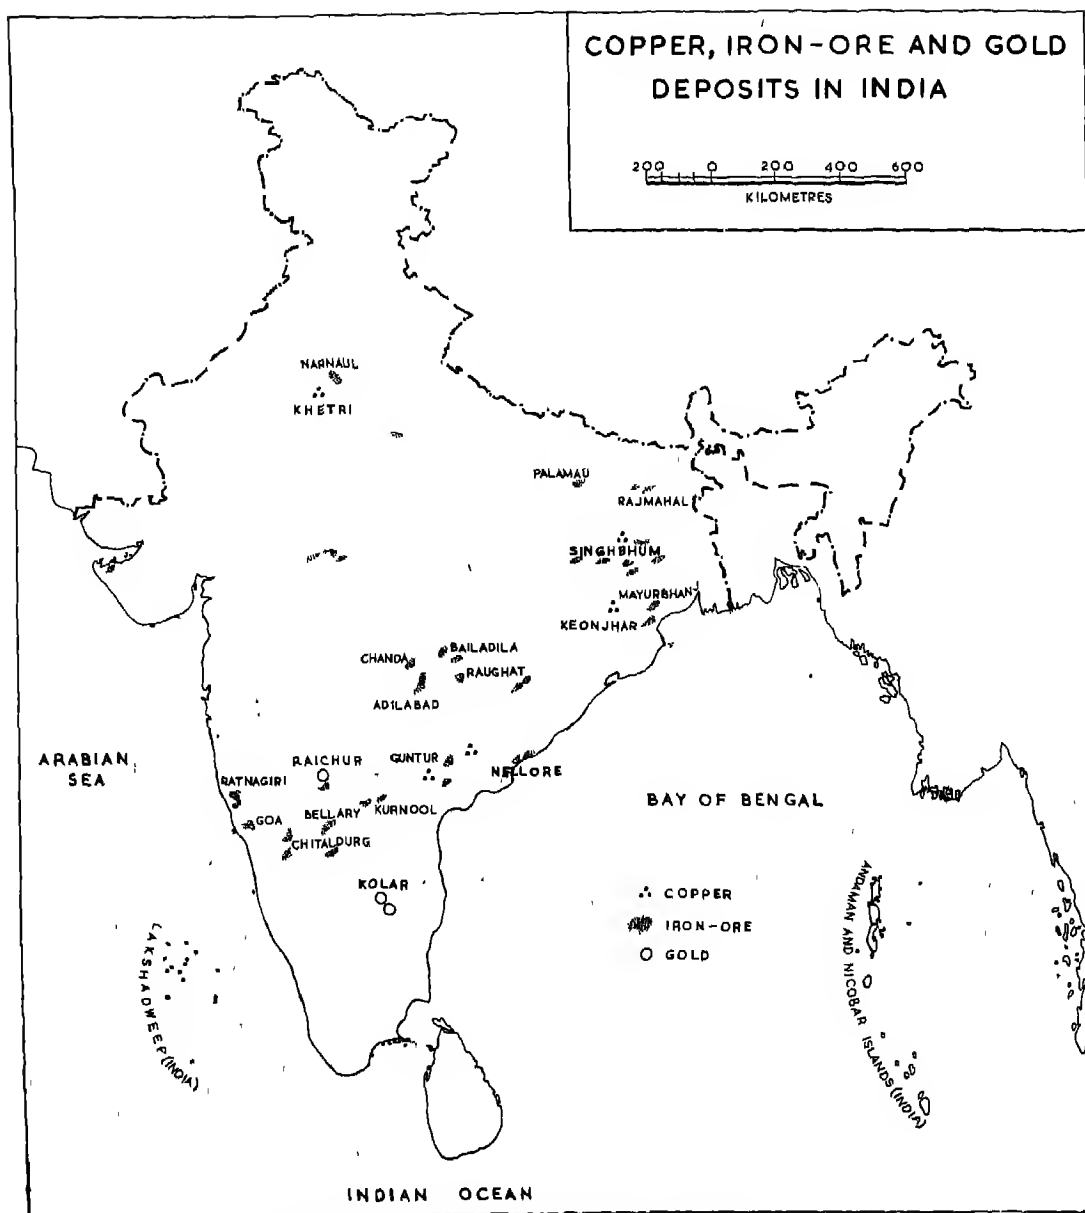 COPPER, IRON-ORE AND GOLD
DEPOSITS IN INDIA
200 0 200 400 600
KILOMETRES
NARNAUL
KHETRI
PALAMAU
RAJMAHAL
SINGHBHUM
MAYURBHANJ
KEONJHAR
BAILADILA
CHANDA
RAUGHAT
ADILABAD
ARABIAN
SEA
RAICHUR
GUNTUR
NELLORE
RATNAGIRI
BELLARY
KURNOOL
GOA
CHITALDURG
BAY OF BENGAL
KOLAR
COPPER
IRON-ORE
GOLD
LAKSHADWEEP (INDIA)
ANDAMAN AND NICOBAR ISLANDS (INDIA)
INDIAN OCEAN